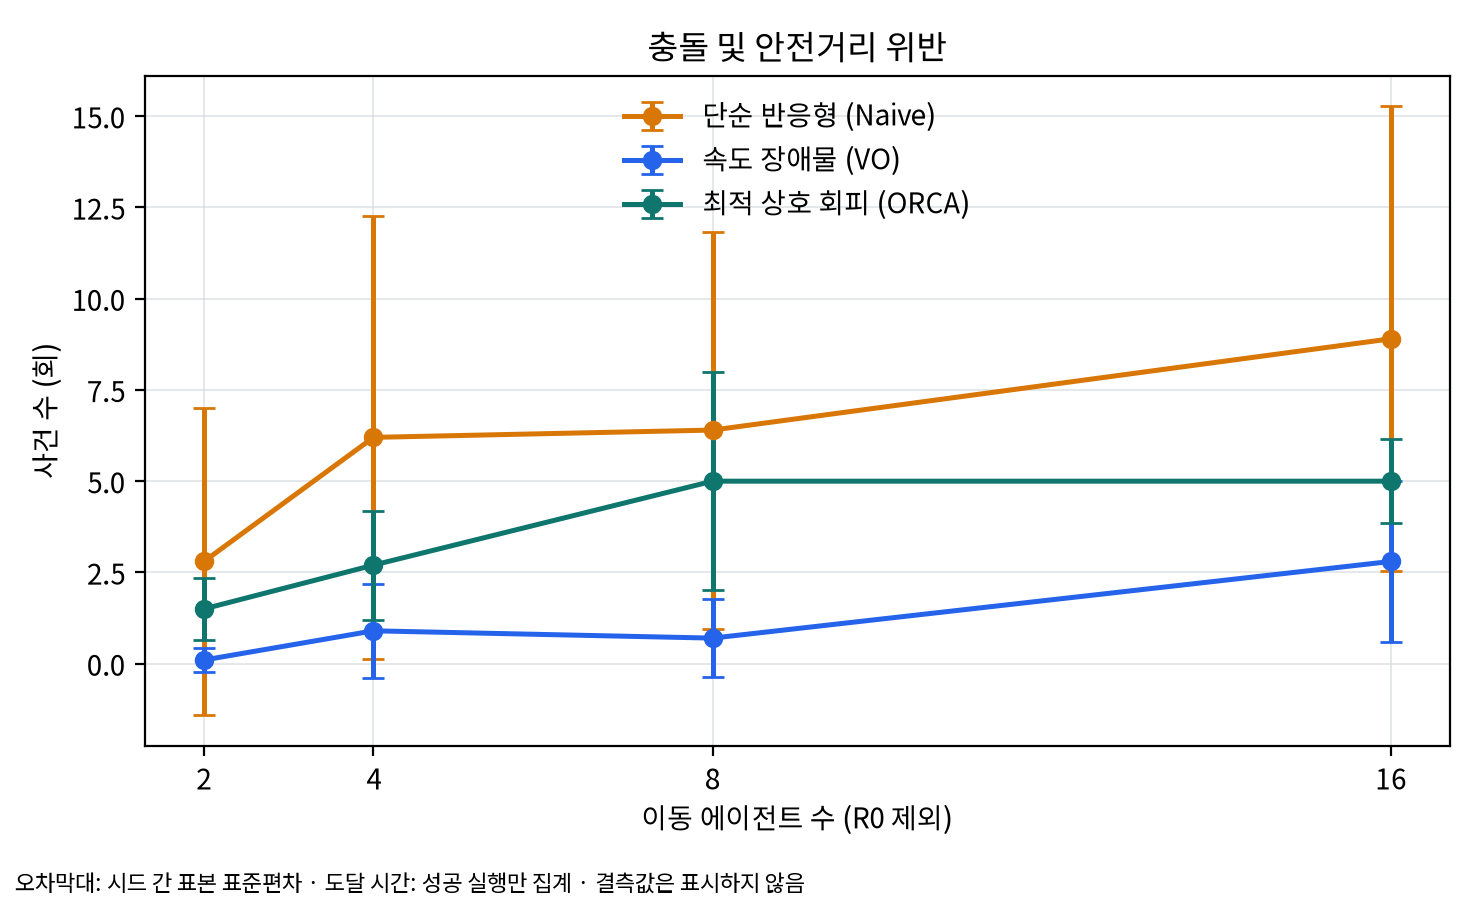 충돌 및 안전거리 위반
단순 반응형 (Naive)
속도 장애물 (VO)
최적 상호 회피 (ORCA)
사건 수 (회)
15.0
12.5
10.0
7.5
5.0
2.5
0.0
2 4 8 16
이동 에이전트 수 (R0 제외)
오차막대: 시드 간 표본 표준편차 · 도달 시간: 성공 실행만 집계 · 결측값은 표시하지 않음